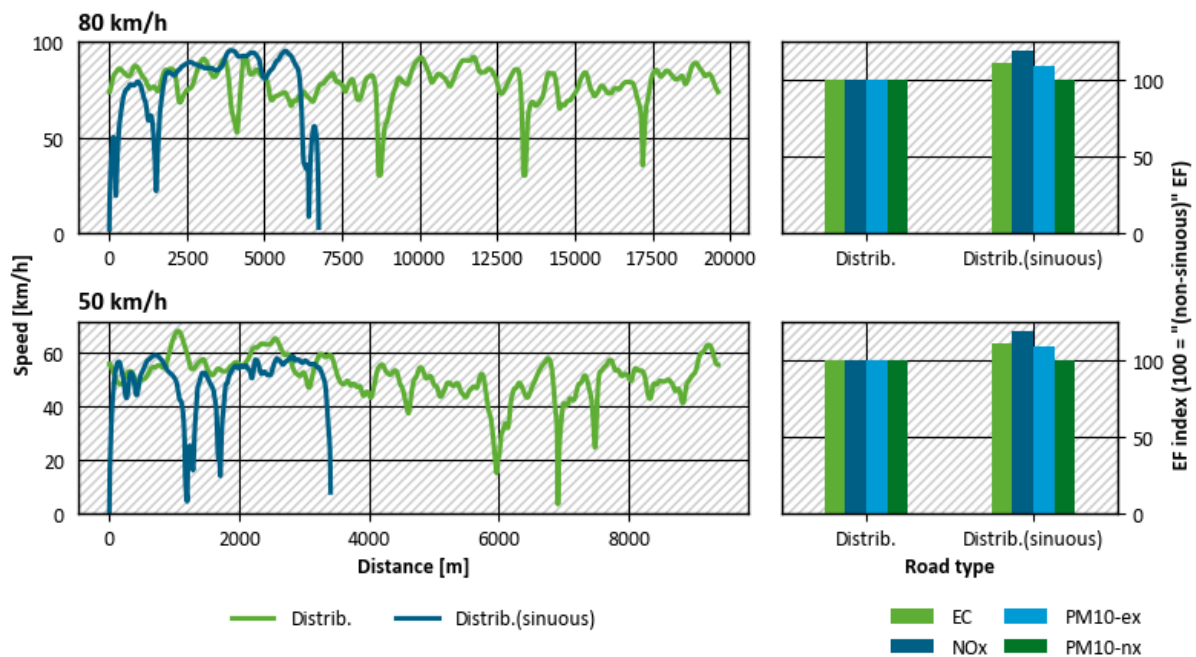 80 km/h
100
50
0
0 2500 5000 7500 10000 12500 15000 17500 20000
100
50
0
Distrib. Distrib.(sinuous)
Speed [km/h]
EF index (100 = "(non-sinuous)" EF)
50 km/h
60
40
20
0
0 2000 4000 6000 8000
Distance [m]
100
50
0
Distrib. Distrib.(sinuous)
Road type
Distrib. Distrib.(sinuous)
EC PM10-ex
NOx PM10-nx